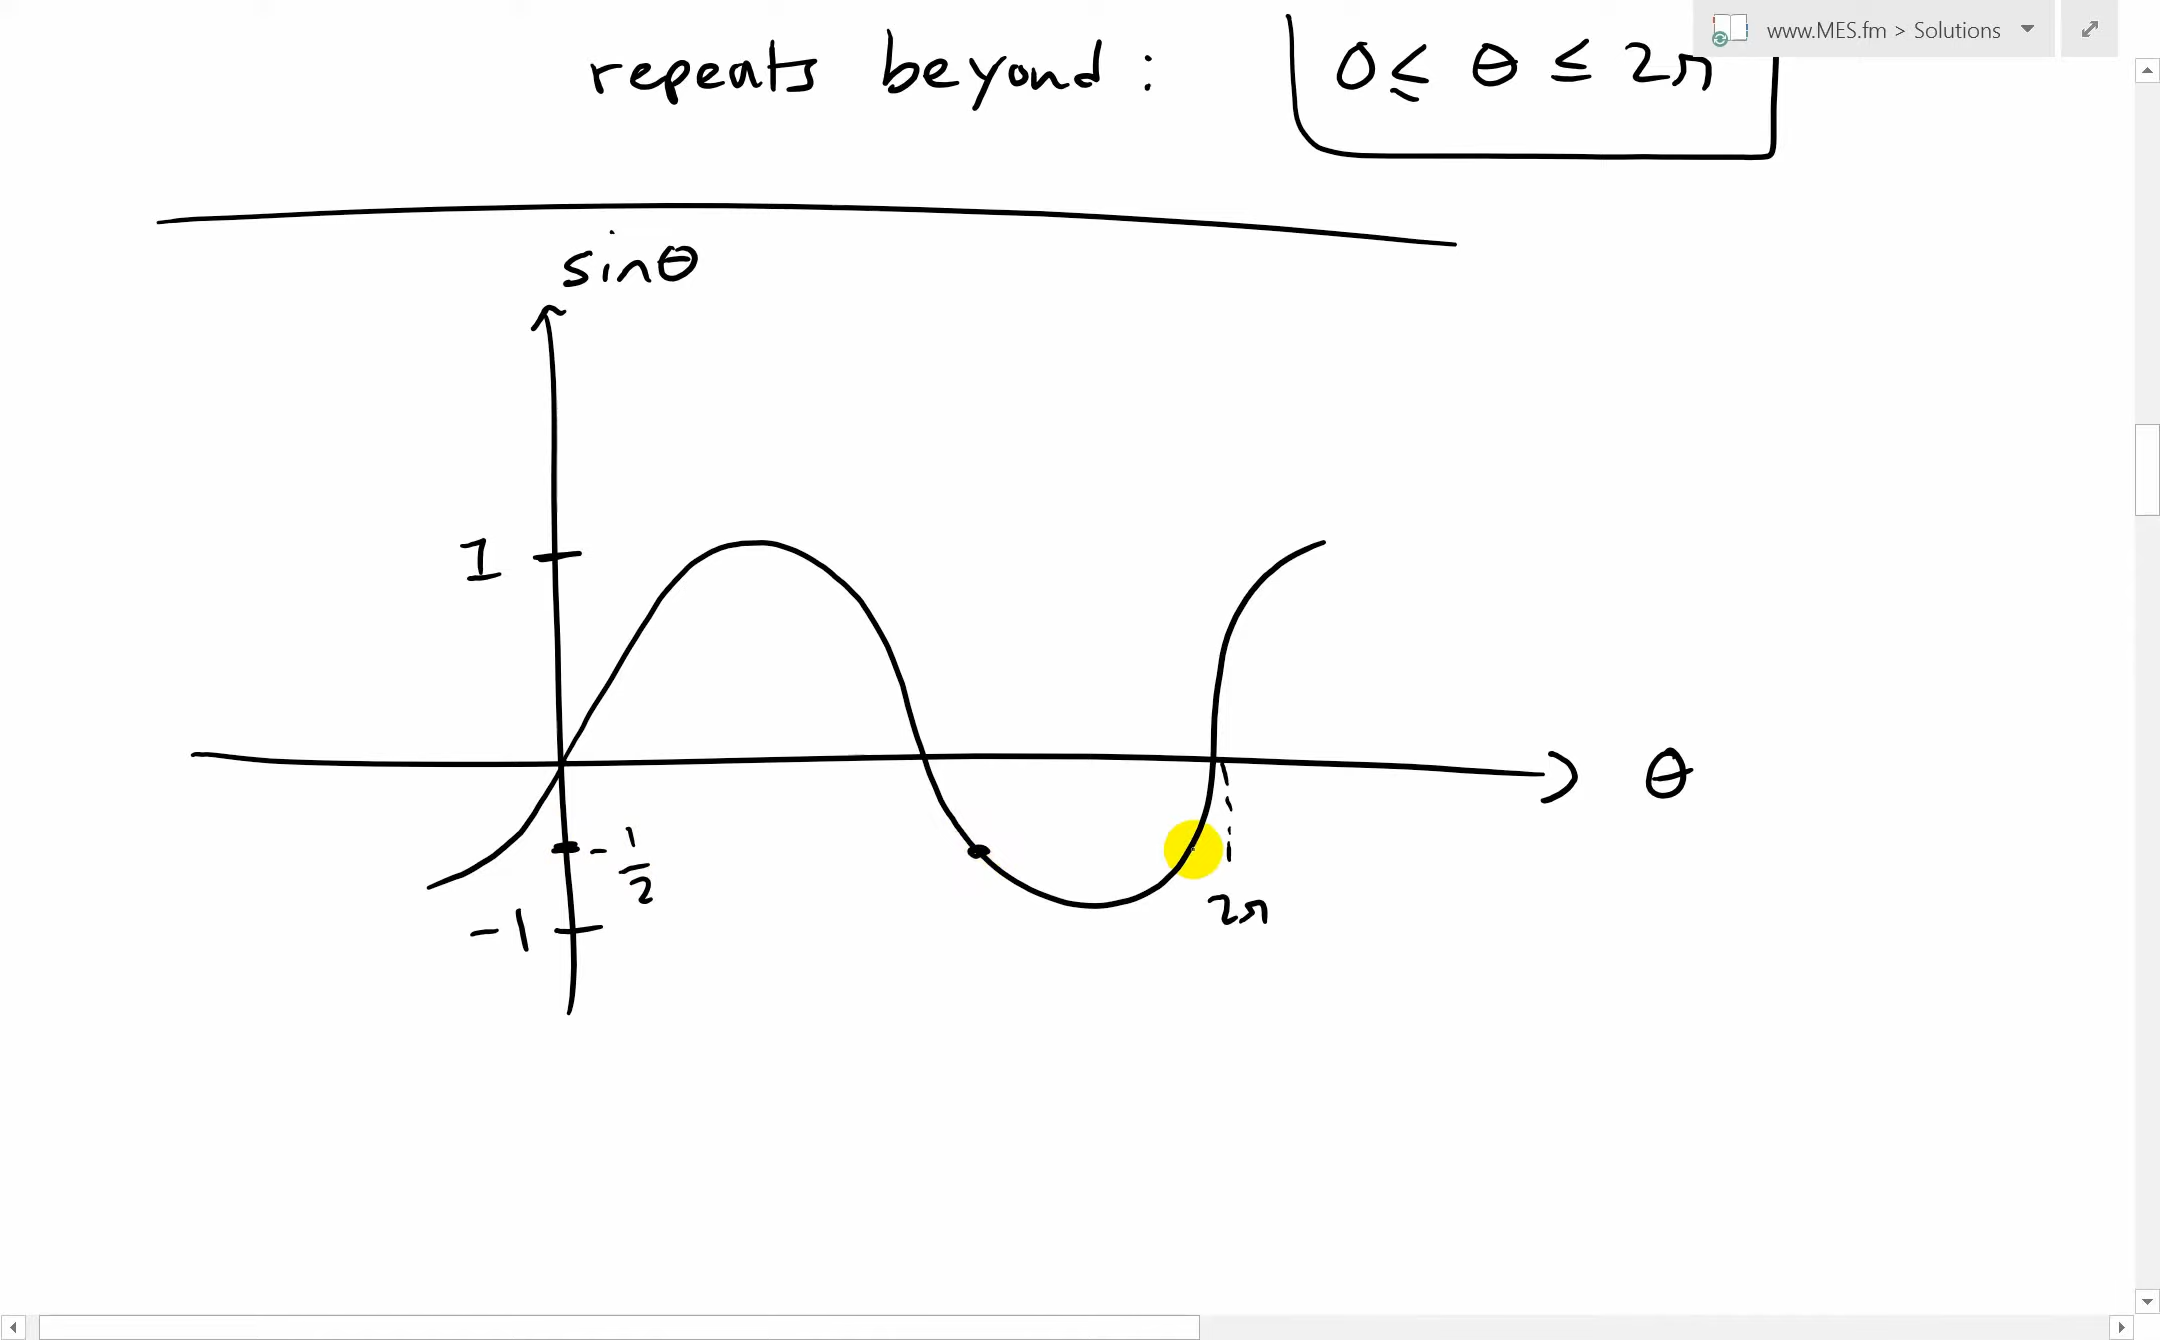 www.MES.fm > Solutions
repeats beyond : 0 ≤ θ ≤ 2π
sinθ
1
θ
- 1/2
-1
2π